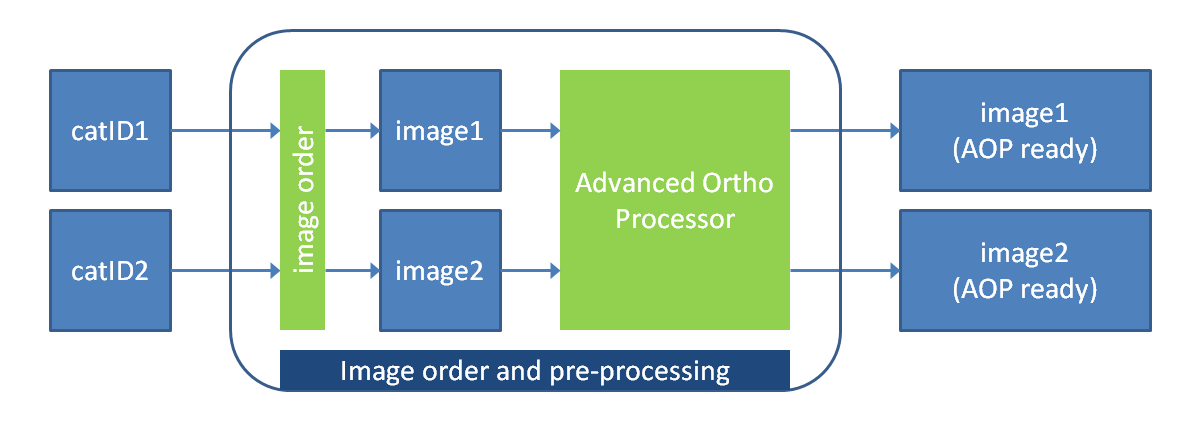 catID1
image order
image1
Advanced Ortho
Processor
image1
(AOP ready)
catID2
image2
image2
(AOP ready)
Image order and pre-processing